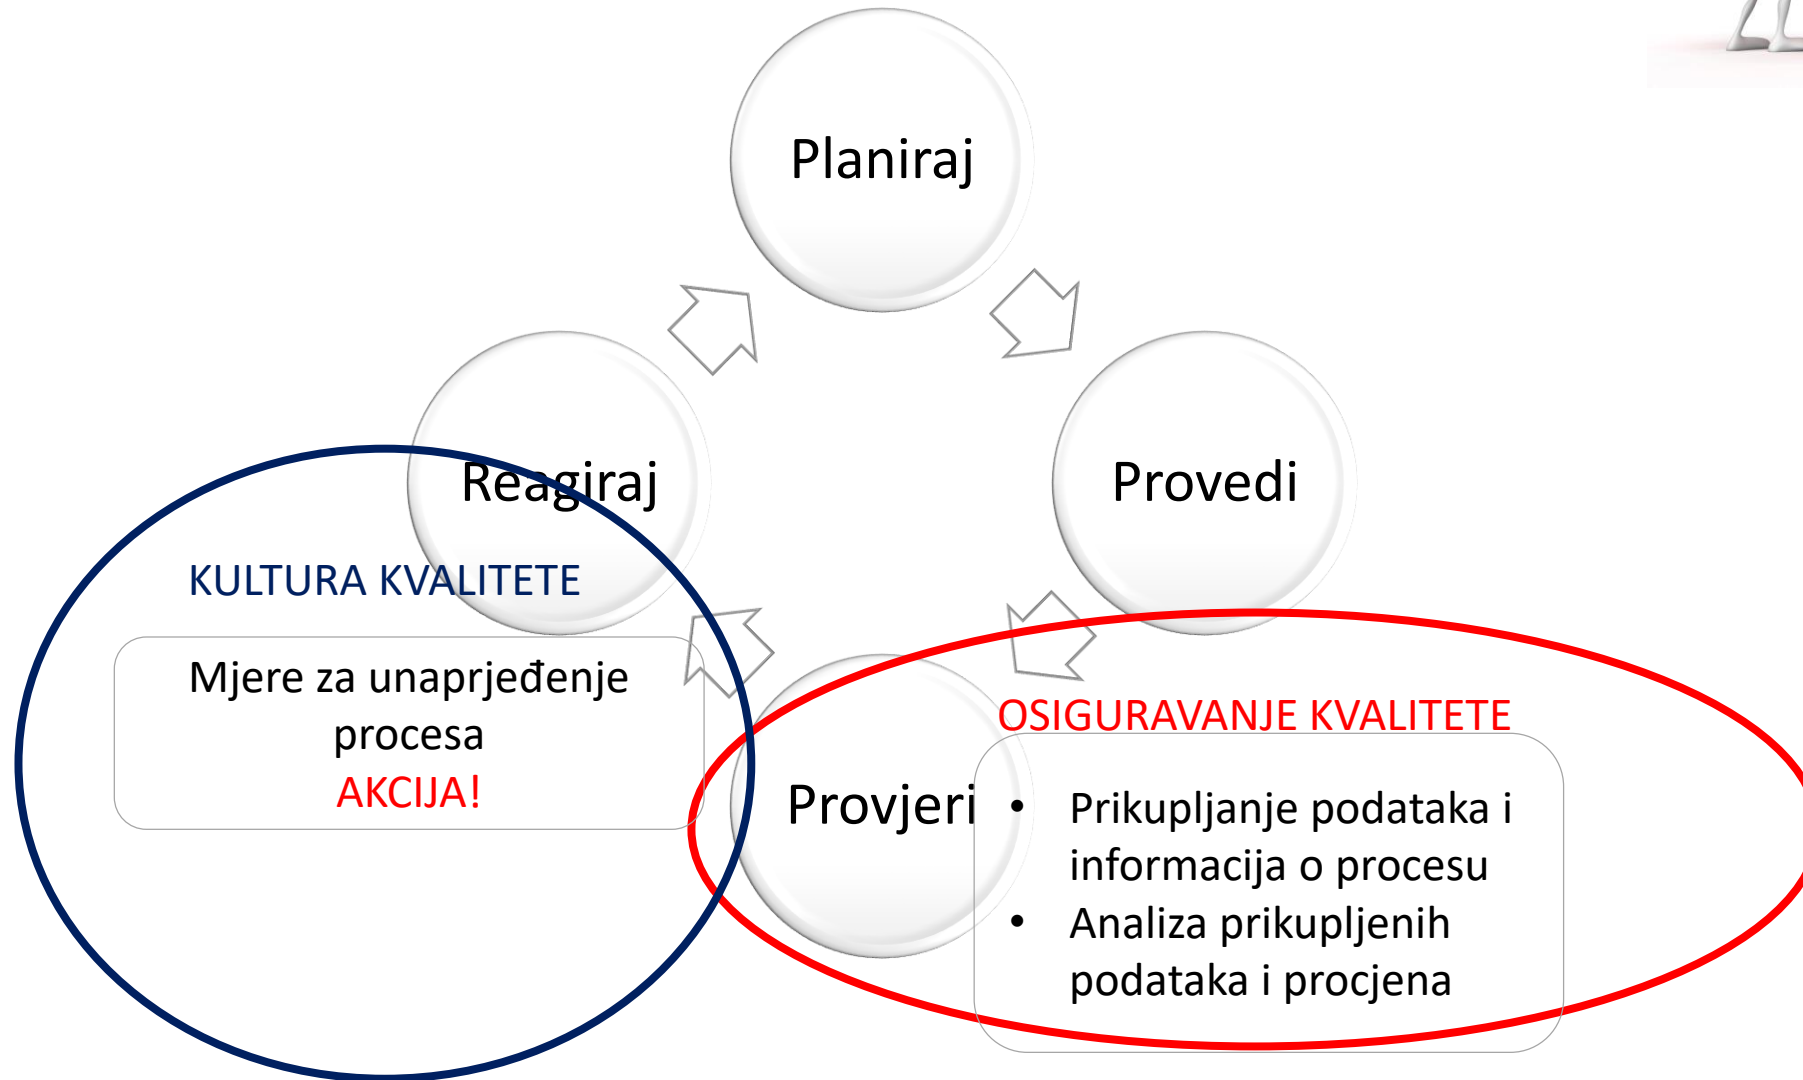 Planiraj
Reagiraj
Provedi
KULTURA KVALITETE
Mjere za unaprjeđenje
procesa
AKCIJA!
OSIGURAVANJE KVALITETE
Provjeri
• Prikupljanje podataka i
informacija o procesu
• Analiza prikupljenih
podataka i procjena